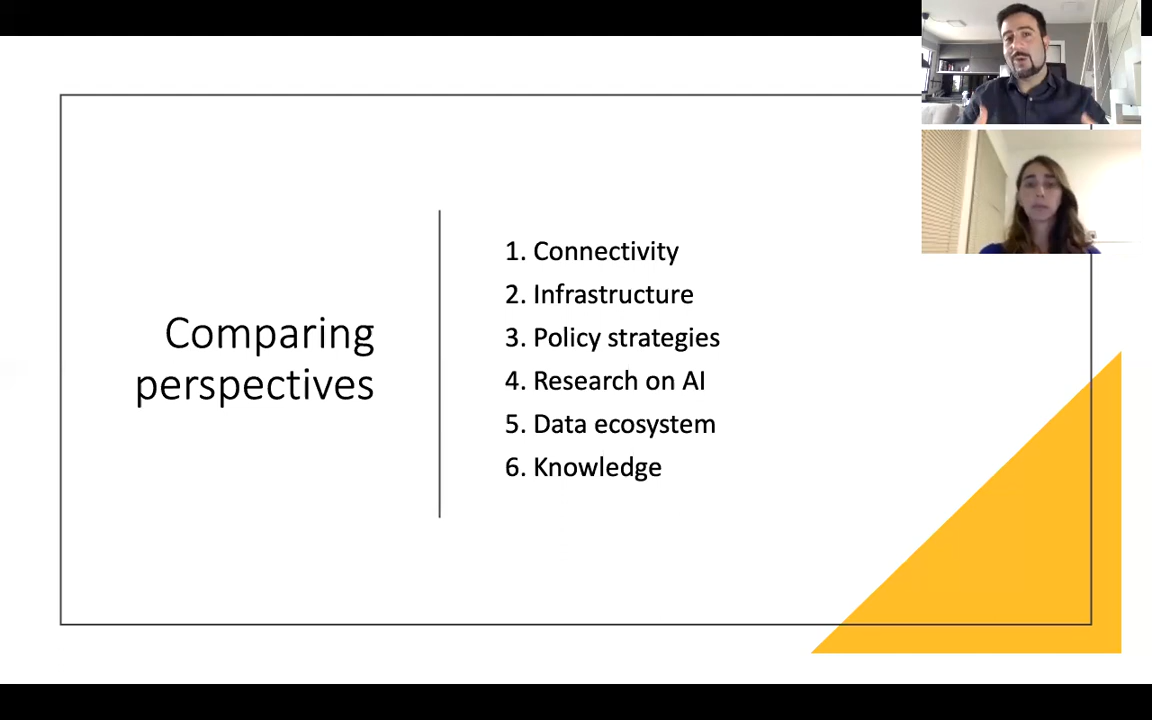 Comparing
perspectives
1. Connectivity
2. Infrastructure
3. Policy strategies
4. Research on AI
5. Data ecosystem
6. Knowledge